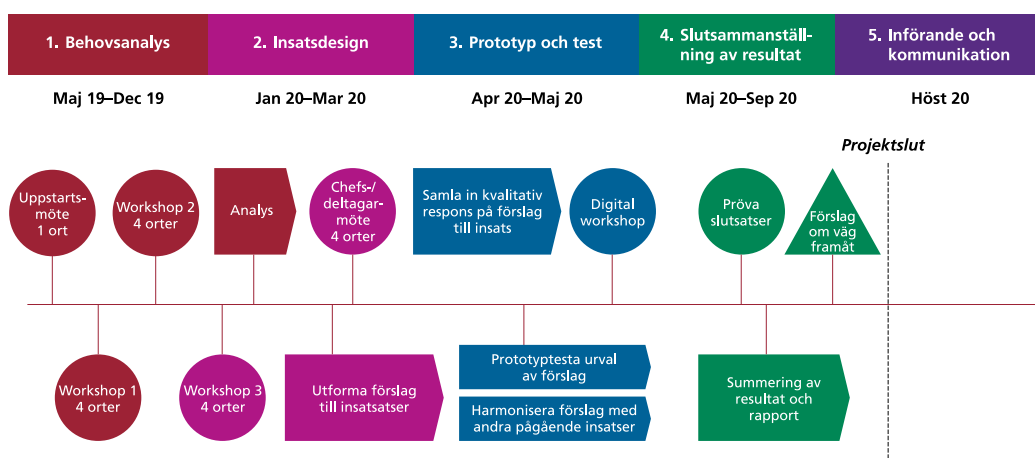 1. Behovsanalys
2. Insatsdesign
3. Prototyp och test
4. Slutsammanställ-
ning av resultat
5. Införande och
kommunikation
Maj 19–Dec 19
Jan 20–Mar 20
Apr 20–Maj 20
Maj 20–Sep 20
Höst 20
Projektslut
Uppstarts-
möte
1 ort
Workshop 2
4 orter
Analys
Chefs-/
deltagar-
möte
4 orter
Samla in kvalitativ
respons på förslag
till insats
Digital
workshop
Pröva
slutsatser
Förslag
om väg
framåt
Workshop 1
4 orter
Workshop 3
4 orter
Utforma förslag
till insatsatser
Prototyptesta urval
av förslag
Harmonisera förslag med
andra pågående insatser
Summering av
resultat och
rapport